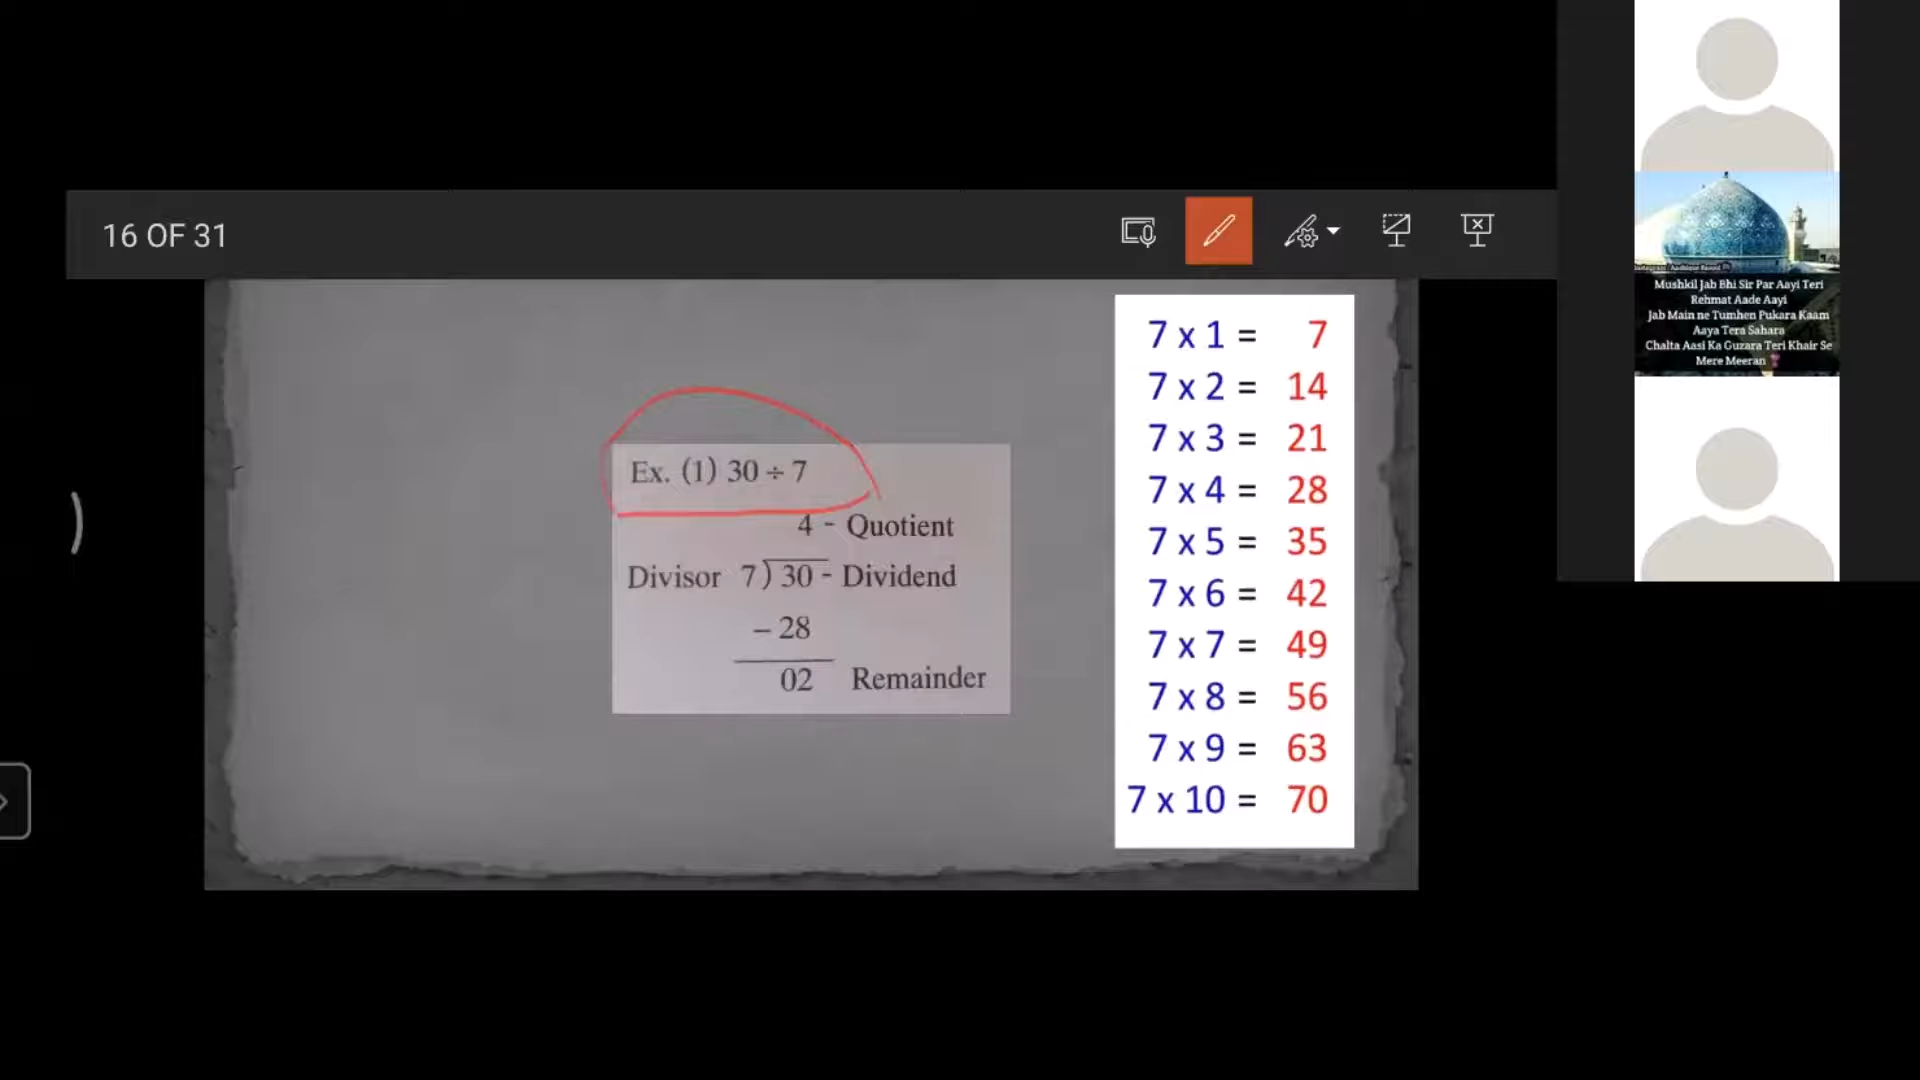 16 OF 31
Ex. (1) 30 ÷ 7
4 - Quotient
Divisor 7) 30 - Dividend
– 28
02 Remainder
7 x 1 = 7
7 x 2 = 14
7 x 3 = 21
7 x 4 = 28
7 x 5 = 35
7 x 6 = 42
7 x 7 = 49
7 x 8 = 56
7 x 9 = 63
7 x 10 = 70
Mushkil Jab Bhi Sir Par Aayi Teri
Rehmat Aade Aayi
Jab Main ne Tumhen Pukara Kaam
Aaya Tera Sahara
Chalta Aasi Ka Guzara Teri Khair Se
Mere Meeran